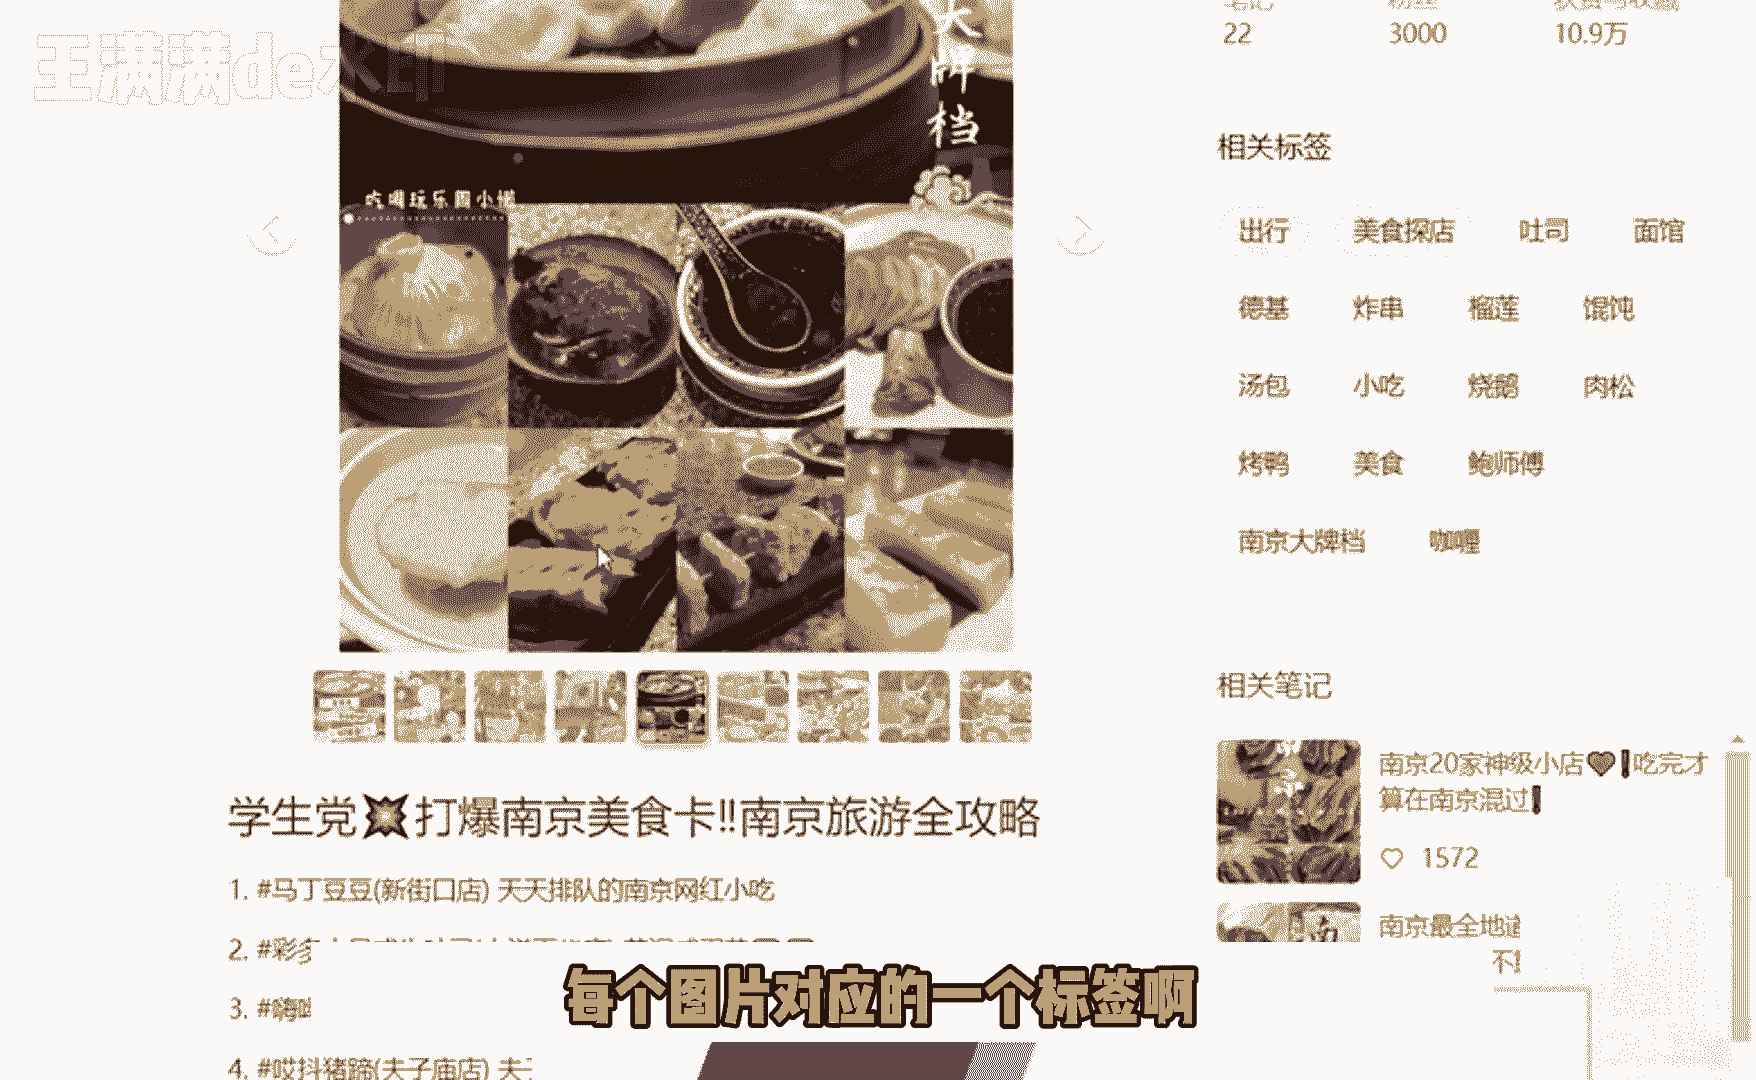 王满满de水印
大牌档
吃喝玩乐
22 3000 10.9万
相关标签
出行 美食探店 吐司 面馆
德基 炸串 榴莲 馄饨
汤包 小吃 烧鹅 肉松
烤鸭 美食 鲍师傅
南京大牌档 咖喱
相关笔记
南京20家神级小店 吃完才
算在南京混过
1572
南京最全地道
学生党💥打爆南京美食卡‼南京旅游全攻略
1. #马丁豆豆(新街口店) 天天排队的南京网红小吃
2. #彩
3. #嗨
4. #哎抖猪蹄(夫子庙店) 夫
每个图片对应的一个标签啊